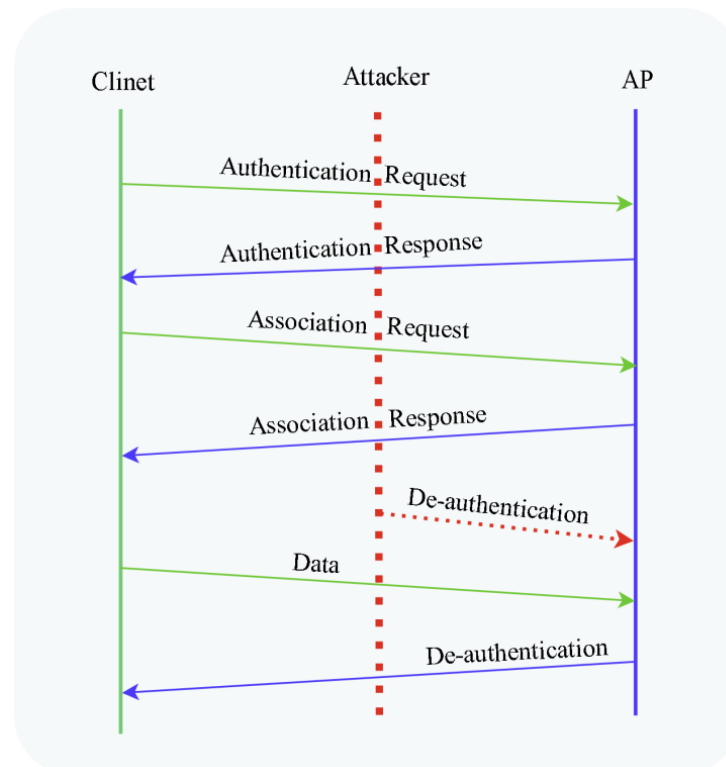 Clinet
Attacker
AP
Authentication Request
Authentication Response
Association Request
Association Response
De-authentication
Data
De-authentication